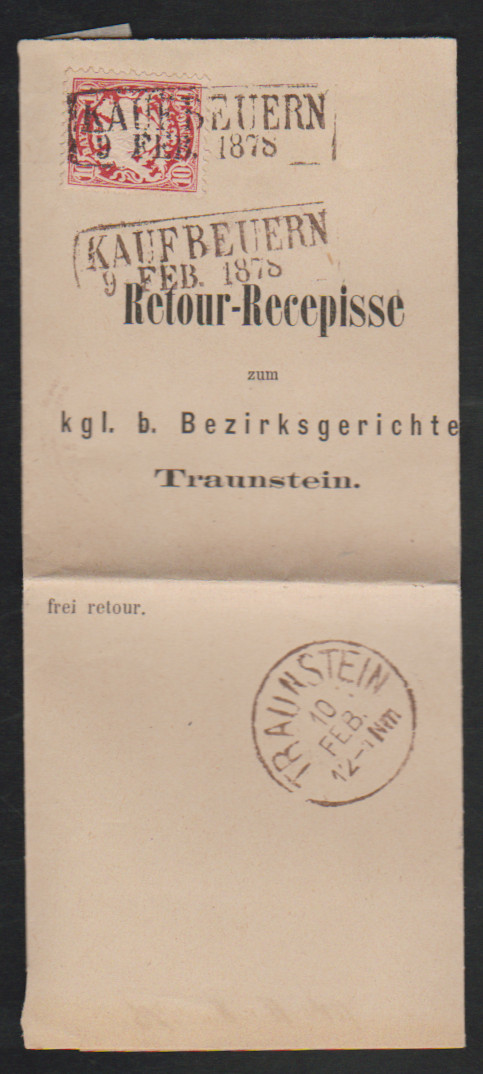 KAUFBEUERN
9 FEB. 1878
10
KAUFBEUERN
9 FEB. 1878
Retour-Recepisse
zum
kgl. b. Bezirksgerichte
Traunstein.
frei retour.
TRAUNSTEIN
10
FEB.
12-1 Nm